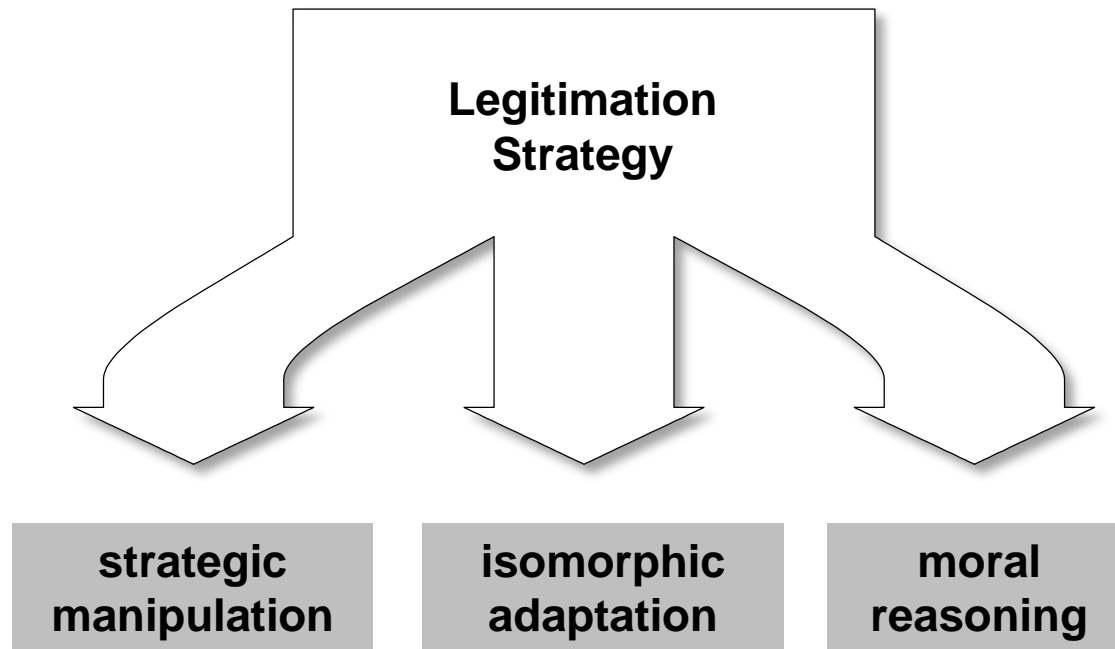 Legitimation
Strategy
strategic
manipulation
isomorphic
adaptation
moral
reasoning